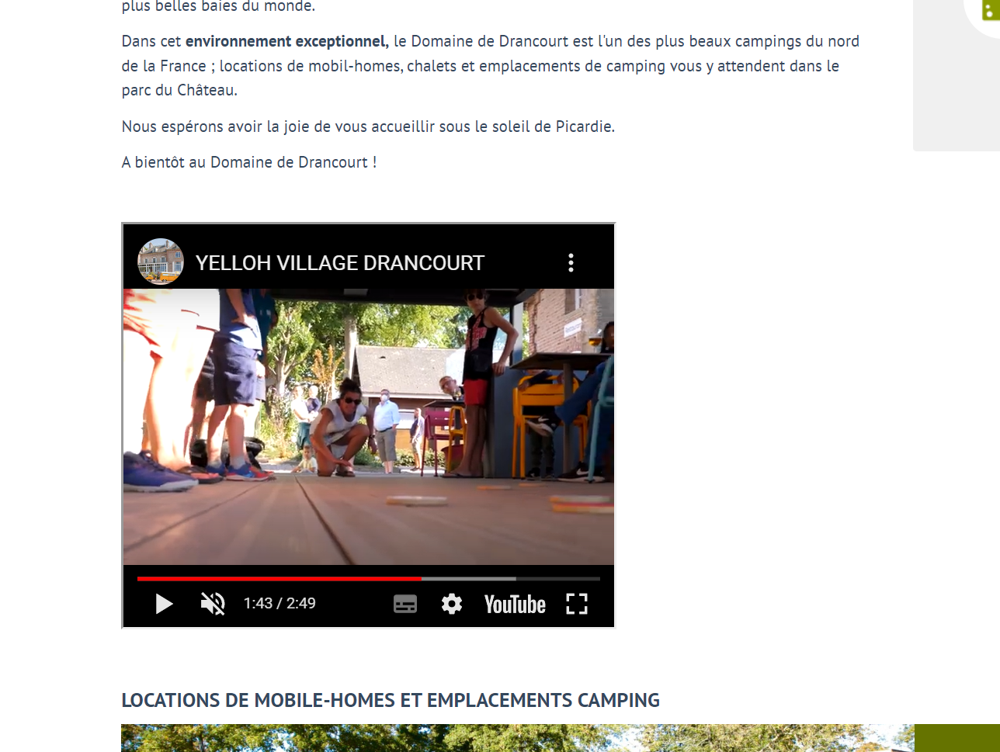 plus belles baies du monde.
Dans cet environnement exceptionnel, le Domaine de Drancourt est l'un des plus beaux campings du nord
de la France ; locations de mobil-homes, chalets et emplacements de camping vous y attendent dans le
parc du Château.
Nous espérons avoir la joie de vous accueillir sous le soleil de Picardie.
A bientôt au Domaine de Drancourt !
YELLOH VILLAGE DRANCOURT
1:43 / 2:49
YouTube
LOCATIONS DE MOBILE-HOMES ET EMPLACEMENTS CAMPING